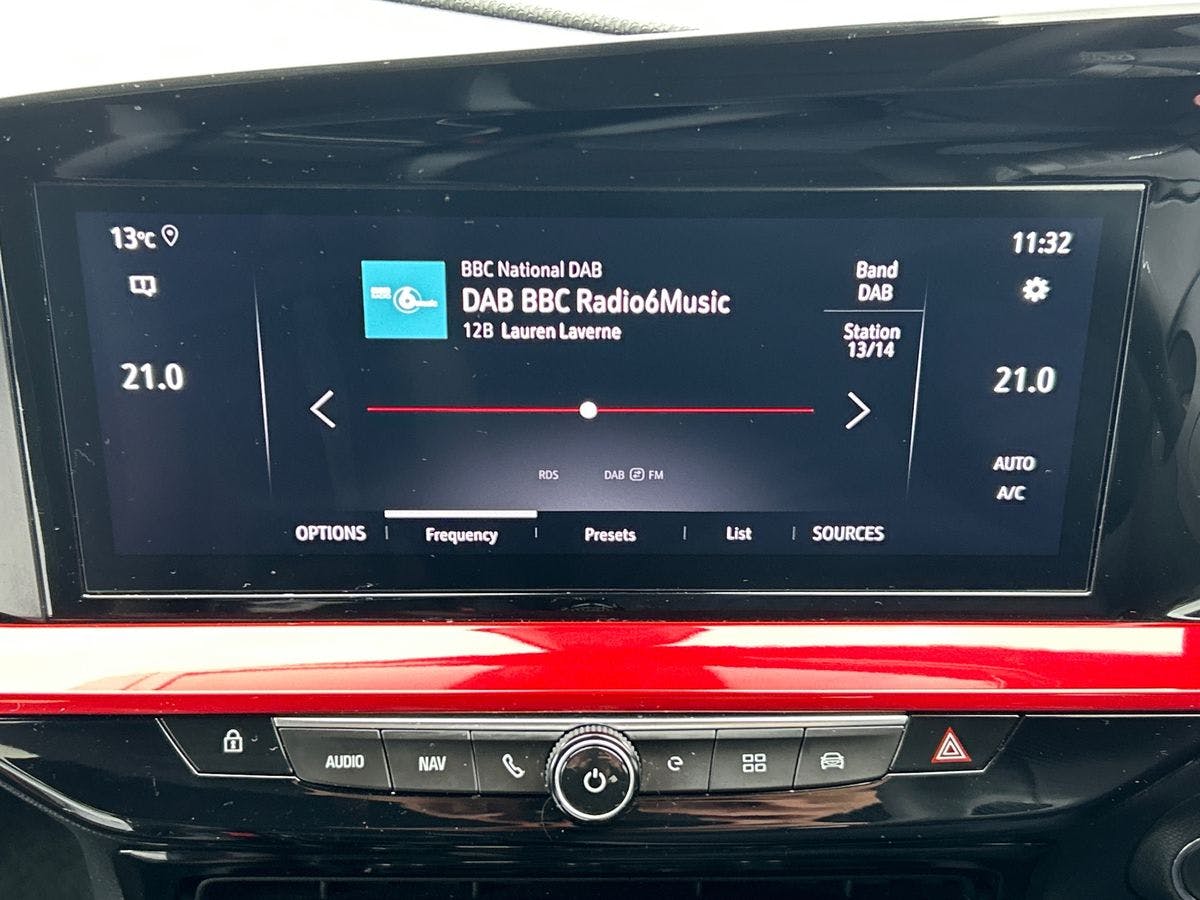 13°C
11:32
BBC National DAB
DAB BBC Radio6Music
12B Lauren Laverne
6music
Band
DAB
Station
13/14
21.0
21.0
RDS
DAB FM
AUTO
A/C
OPTIONS
Frequency
Presets
List
SOURCES
AUDIO
NAV